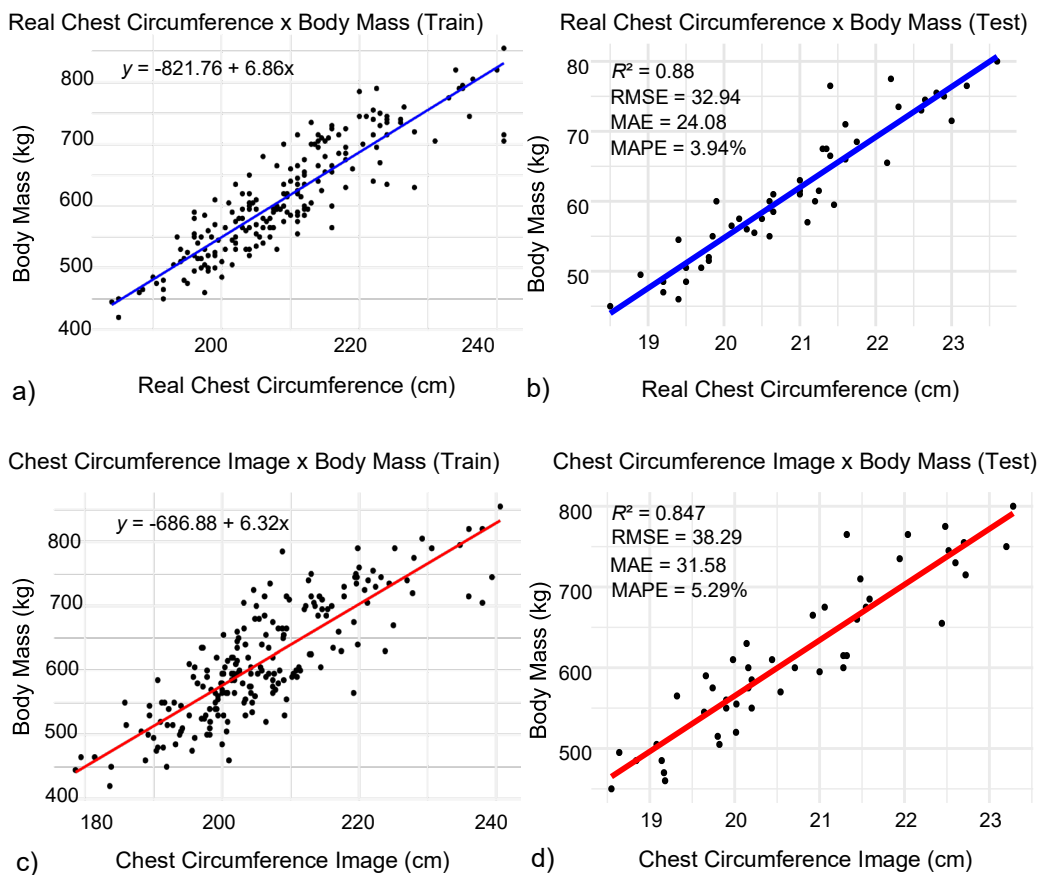 Real Chest Circumference x Body Mass (Train)
y = -821.76 + 6.86x
Body Mass (kg)
800
700
600
500
400
200
220
240
a)
Real Chest Circumference (cm)
Real Chest Circumference x Body Mass (Test)
R² = 0.88
RMSE = 32.94
MAE = 24.08
MAPE = 3.94%
Body Mass (kg)
80
70
60
50
19
20
21
22
23
b)
Real Chest Circumference (cm)
Chest Circumference Image x Body Mass (Train)
y = -686.88 + 6.32x
Body Mass (kg)
800
700
600
500
400
180
200
220
240
c)
Chest Circumference Image (cm)
Chest Circumference Image x Body Mass (Test)
R² = 0.847
RMSE = 38.29
MAE = 31.58
MAPE = 5.29%
Body Mass (kg)
800
700
600
500
19
20
21
22
23
d)
Chest Circumference Image (cm)